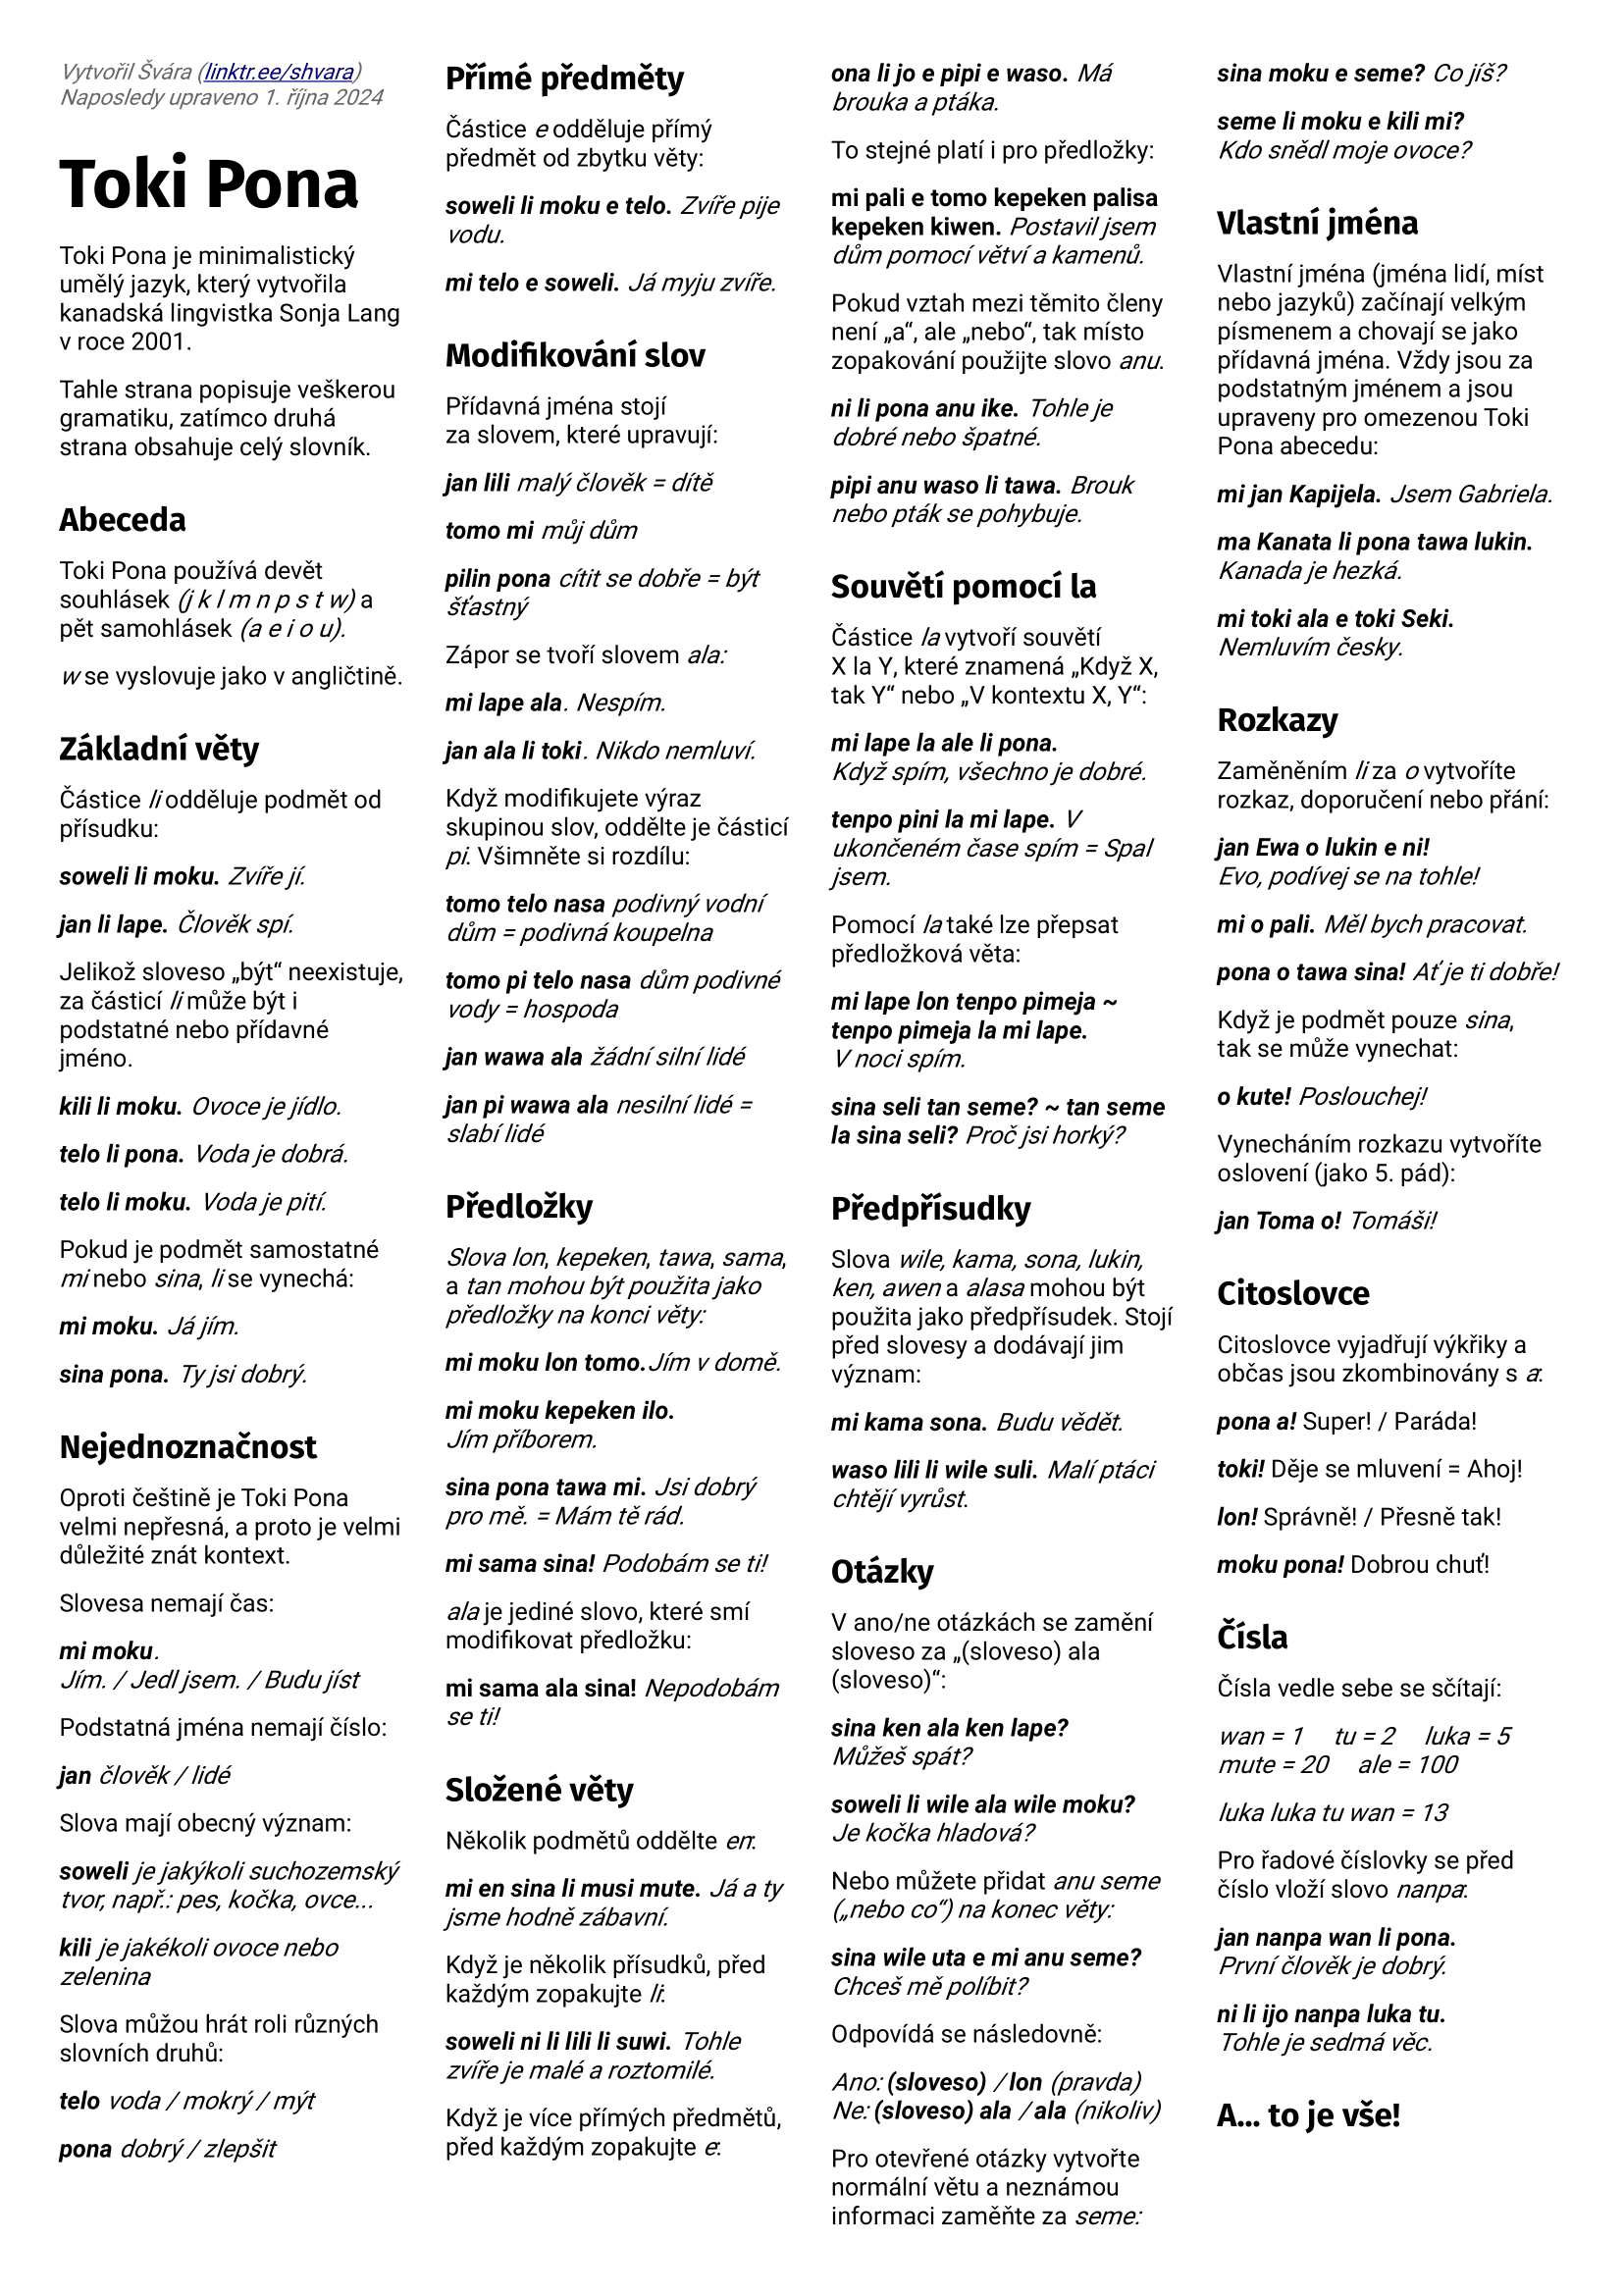 Vytvořil Švára (linktr.ee/shvara)
Naposledy upraveno 1. října 2024
Toki Pona
Toki Pona je minimalistický
umělý jazyk, který vytvořila
kanadská lingvistka Sonja Lang
v roce 2001.
Tahle strana popisuje veškerou
gramatiku, zatímco druhá
strana obsahuje celý slovník.
Abeceda
Toki Pona používá devět
souhlásek (j k l m n p s t w) a
pět samohlásek (a e i o u).
w se vyslovuje jako v angličtině.
Základní věty
Částice li odděluje podmět od
přísudku:
soweli li moku. Zvíře jí.
jan li lape. Člověk spí.
Jelikož sloveso „být“ neexistuje,
za částicí li může být i
podstatné nebo přídavné
jméno.
kili li moku. Ovoce je jídlo.
telo li pona. Voda je dobrá.
telo li moku. Voda je pití.
Pokud je podmět samostatné
mi nebo sina, li se vynechá:
mi moku. Já jím.
sina pona. Ty jsi dobrý.
Nejednoznačnost
Oproti češtině je Toki Pona
velmi nepřesná, a proto je velmi
důležité znát kontext.
Slovesa nemají čas:
mi moku.
Jím. / Jedl jsem. / Budu jíst
Podstatná jména nemají číslo:
jan člověk / lidé
Slova mají obecný význam:
soweli je jakýkoli suchozemský
tvor, např.: pes, kočka, ovce...
kili je jakékoli ovoce nebo
zelenina
Slova můžou hrát roli různých
slovních druhů:
telo voda / mokrý / mýt
pona dobrý / zlepšit
Přímé předměty
Částice e odděluje přímý
předmět od zbytku věty:
soweli li moku e telo. Zvíře pije
vodu.
mi telo e soweli. Já myju zvíře.
Modifikování slov
Přídavná jména stojí
za slovem, které upravují:
jan lili malý člověk = dítě
tomo mi můj dům
pilin pona cítit se dobře = být
šťastný
Zápor se tvoří slovem ala:
mi lape ala. Nespím.
jan ala li toki. Nikdo nemluví.
Když modifikujete výraz
skupinou slov, oddělte je částicí
pi. Všimněte si rozdílu:
tomo telo nasa podivný vodní
dům = podivná koupelna
tomo pi telo nasa dům podivné
vody = hospoda
jan wawa ala žádní silní lidé
jan pi wawa ala nesilní lidé =
slabí lidé
Předložky
Slova lon, kepeken, tawa, sama,
a tan mohou být použita jako
předložky na konci věty:
mi moku lon tomo. Jím v domě.
mi moku kepeken ilo.
Jím příborem.
sina pona tawa mi. Jsi dobrý
pro mě. = Mám tě rád.
mi sama sina! Podobám se ti!
ala je jediné slovo, které smí
modifikovat předložku:
mi sama ala sina! Nepodobám
se ti!
Složené věty
Několik podmětů oddělte en:
mi en sina li musi mute. Já a ty
jsme hodně zábavní.
Když je několik přísudků, před
každým zopakujte li:
soweli ni li lili li suwi. Tohle
zvíře je malé a roztomilé.
Když je více přímých předmětů,
před každým zopakujte e:
ona li jo e pipi e waso. Má
brouka a ptáka.
To stejné platí i pro předložky:
mi pali e tomo kepeken palisa
kepeken kiwen. Postavil jsem
dům pomocí větví a kamenů.
Pokud vztah mezi těmito členy
není „a“, ale „nebo“, tak místo
zopakování použijte slovo anu.
ni li pona anu ike. Tohle je
dobré nebo špatné.
pipi anu waso li tawa. Brouk
nebo pták se pohybuje.
Souvětí pomocí la
Částice la vytvoří souvětí
X la Y, které znamená „Když X,
tak Y“ nebo „V kontextu X, Y“:
mi lape la ale li pona.
Když spím, všechno je dobré.
tenpo pini la mi lape. V
ukončeném čase spím = Spal
jsem.
Pomocí la také lze přepsat
předložková věta:
mi lape lon tenpo pimeja ~
tenpo pimeja la mi lape.
V noci spím.
sina seli tan seme? ~ tan seme
la sina seli? Proč jsi horký?
Předpřísudky
Slova wile, kama, sona, lukin,
ken, awen a alasa mohou být
použita jako předpřísudek. Stojí
před slovesy a dodávají jim
význam:
mi kama sona. Budu vědět.
waso lili li wile suli. Malí ptáci
chtějí vyrůst.
Otázky
V ano/ne otázkách se zamění
sloveso za „(sloveso) ala
(sloveso)“:
sina ken ala ken lape?
Můžeš spát?
soweli li wile ala wile moku?
Je kočka hladová?
Nebo můžete přidat anu seme
(„nebo co“) na konec věty:
sina wile uta e mi anu seme?
Chceš mě políbit?
Odpovídá se následovně:
Ano: (sloveso) / lon (pravda)
Ne: (sloveso) ala / ala (nikoliv)
Pro otevřené otázky vytvořte
normální větu a neznámou
informaci zaměňte za seme:
sina moku e seme? Co jíš?
seme li moku e kili mi?
Kdo snědl moje ovoce?
Vlastní jména
Vlastní jména (jména lidí, míst
nebo jazyků) začínají velkým
písmenem a chovají se jako
přídavná jména. Vždy jsou za
podstatným jménem a jsou
upraveny pro omezenou Toki
Pona abecedu:
mi jan Kapijela. Jsem Gabriela.
ma Kanata li pona tawa lukin.
Kanada je hezká.
mi toki ala e toki Seki.
Nemluvím česky.
Rozkazy
Zaměněním li za o vytvoříte
rozkaz, doporučení nebo přání:
jan Ewa o lukin e ni!
Evo, podívej se na tohle!
mi o pali. Měl bych pracovat.
pona o tawa sina! Ať je ti dobře!
Když je podmět pouze sina,
tak se může vynechat:
o kute! Poslouchej!
Vynecháním rozkazu vytvoříte
oslovení (jako 5. pád):
jan Toma o! Tomáši!
Citoslovce
Citoslovce vyjadřují výkřiky a
občas jsou zkombinovány s a:
pona a! Super! / Paráda!
toki! Děje se mluvení = Ahoj!
lon! Správně! / Přesně tak!
moku pona! Dobrou chuť!
Čísla
Čísla vedle sebe se sčítají:
wan = 1 tu = 2 luka = 5
mute = 20 ale = 100
luka luka tu wan = 13
Pro řadové číslovky se před
číslo vloží slovo nanpa:
jan nanpa wan li pona.
První člověk je dobrý.
ni li ijo nanpa luka tu.
Tohle je sedmá věc.
A... to je vše!